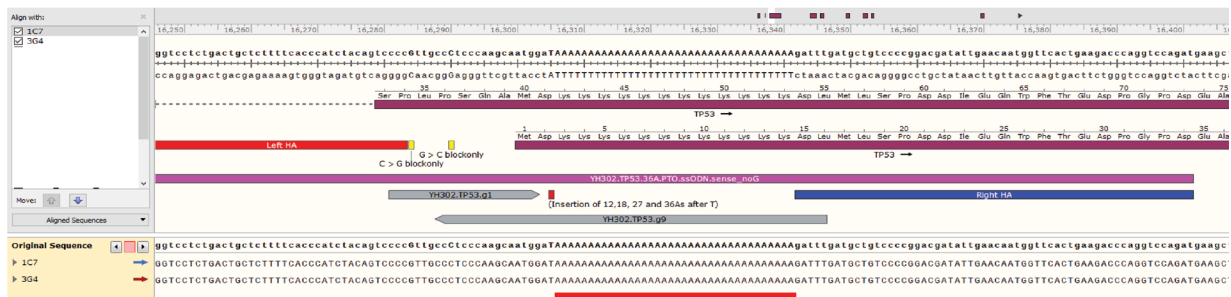 Align with:
1C7
3G4
Move:
Aligned Sequences
16,250 16,260 16,270 16,280 16,290 16,300 16,310 16,320 16,330 16,340 16,350 16,360 16,370 16,380 16,390 16,400
ggtcctctgactgctcttttcacccatctacagtccccGttgccCtcccaagcaatggaTAAAAAAAAAAAAAAAAAAAAAAAAAAAAAAAAAAAAgatttgatgctgtccccggacgatattgaacaatggttcactgaagacccaggtccagatgaagct
ccaggagactgacgagaaaagtgggtagatgtcaggggCaacggGagggttcgttacctATTTTTTTTTTTTTTTTTTTTTTTTTTTTTTTTTTTTctaaactacgacaggggcctgctataacttgttaccaagtgacttctgggtccaggtctacttcga
35 40 45 50 55 60 65 70 75
Ser Pro Leu Pro Ser Gln Ala Met Asp Lys Lys Lys Lys Lys Lys Lys Lys Lys Lys Lys Lys Asp Leu Met Leu Ser Pro Asp Asp Ile Glu Gln Trp Phe Thr Glu Asp Pro Gly Pro Asp Glu Ala
TP53
1 5 10 15 20 25 30 35
Met Asp Lys Lys Lys Lys Lys Lys Lys Lys Lys Lys Lys Lys Asp Leu Met Leu Ser Pro Asp Asp Ile Glu Gln Trp Phe Thr Glu Asp Pro Gly Pro Asp Glu Ala
Left HA
G > C blockonly
TP53
C > G blockonly
YH302.TP53.36A.PTO.ssODN.sense_noG
YH302.TP53.g1
Right HA
(Insertion of 12,18, 27 and 36As after T)
YH302.TP53.g9
Original Sequence
ggtcctctgactgctcttttcacccatctacagtccccGttgccCtcccaagcaatggaTAAAAAAAAAAAAAAAAAAAAAAAAAAAAAAAAAAAAgatttgatgctgtccccggacgatattgaacaatggttcactgaagacccaggtccagatgaagct
1C7
GGTCCTCTGACTGCTCTTTTCACCCATCTACAGTCCCCGTTGCCCTCCCAAGCAATGGATAAAAAAAAAAAAAAAAAAAAAAAAAAAAAAAAAAAAGATTTGATGCTGTCCCCGGACGATATTGAACAATGGTTCACTGAAGACCCAGGTCCAGATGAAGCT
3G4
GGTCCTCTGACTGCTCTTTTCACCCATCTACAGTCCCCGTTGCCCTCCCAAGCAATGGATAAAAAAAAAAAAAAAAAAAAAAAAAAAAAAAAAAAAGATTTGATGCTGTCCCCGGACGATATTGAACAATGGTTCACTGAAGACCCAGGTCCAGATGAAGCT